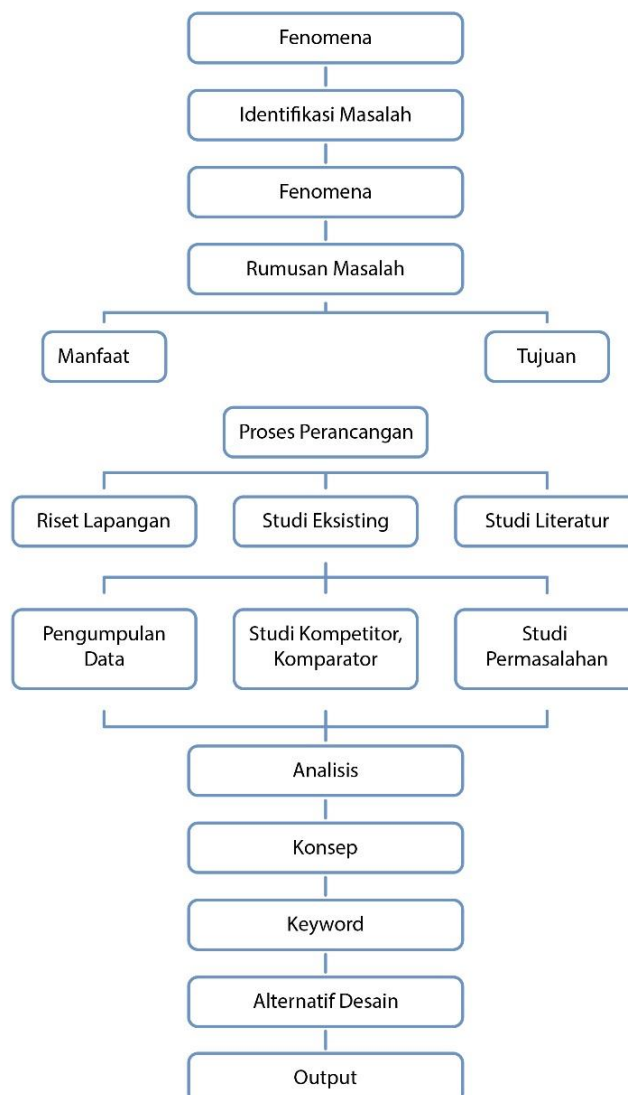 Fenomena
Identifikasi Masalah
Fenomena
Rumusan Masalah
Manfaat
Tujuan
Proses Perancangan
Riset Lapangan
Studi Eksisting
Studi Literatur
Pengumpulan
Data
Studi Kompetitor,
Komparator
Studi
Permasalahan
Analisis
Konsep
Keyword
Alternatif Desain
Output